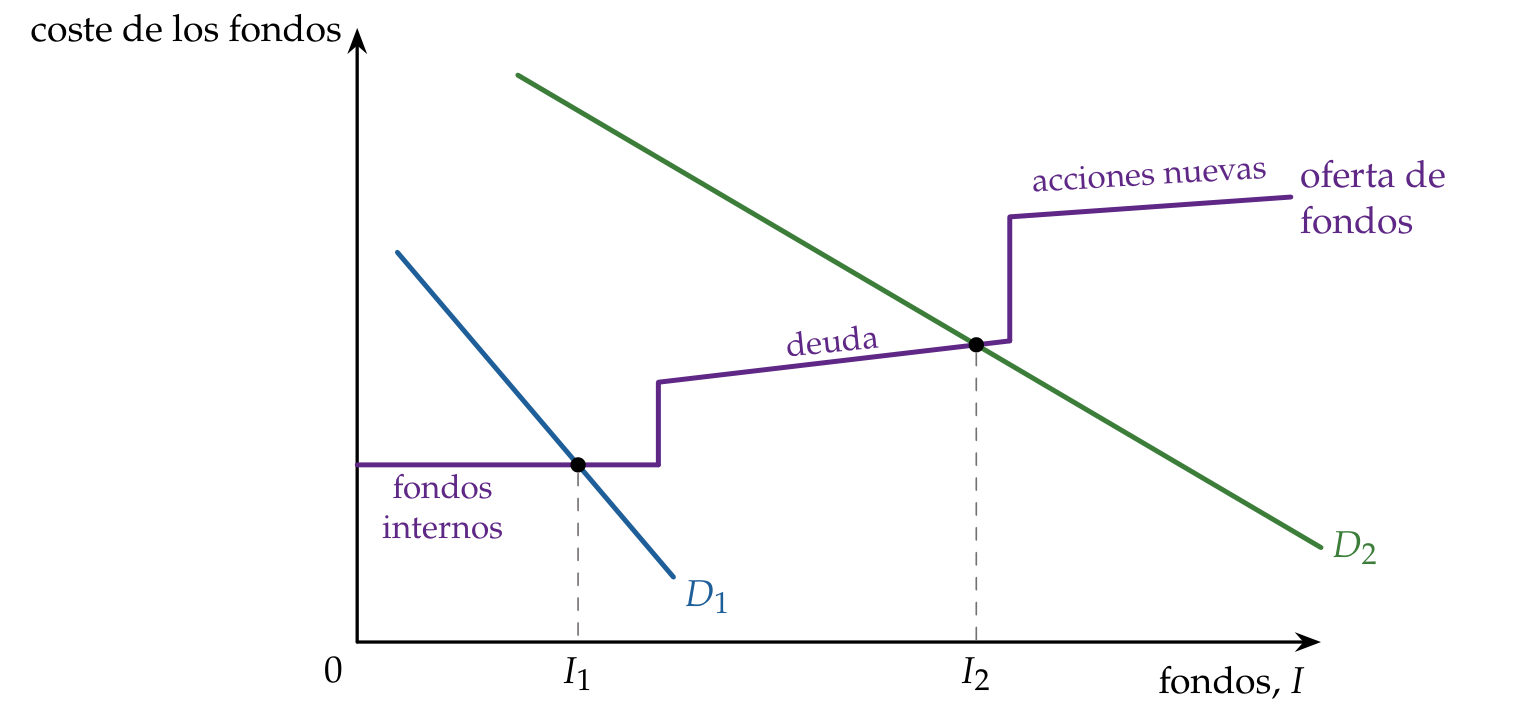 coste de los fondos
acciones nuevas
oferta de
fondos
deuda
fondos
internos
D₂
D₁
0
I₁
I₂
fondos, I